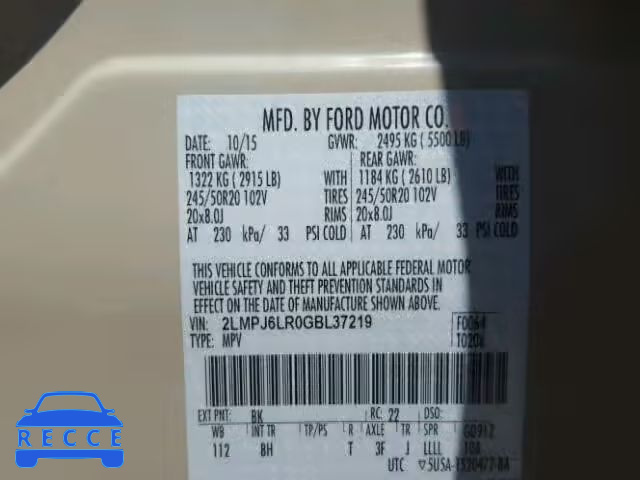 MFD. BY FORD MOTOR CO.
DATE: 10/15 GVWR: 2495 KG ( 5500 LB)
FRONT GAWR: REAR GAWR:
1322 KG ( 2915 LB) WITH 1184 KG ( 2610 LB) WITH
245/50R20 102V TIRES 245/50R20 102V TIRES
20x8.0J RIMS 20x8.0J RIMS
AT 230 kPa/ 33 PSI COLD AT 230 kPa/ 33 PSI COLD
THIS VEHICLE CONFORMS TO ALL APPLICABLE FEDERAL MOTOR
VEHICLE SAFETY AND THEFT PREVENTION STANDARDS IN
EFFECT ON THE DATE OF MANUFACTURE SHOWN ABOVE.
VIN: 2LMPJ6LR0GBL37219 F0064
TYPE: MPV
EXT PNT: BK RC: 22 DSO:
WB INT TR TP/PS R AXLE TR SPR
112 8H T 3F J LLLL
UTC
RECCE